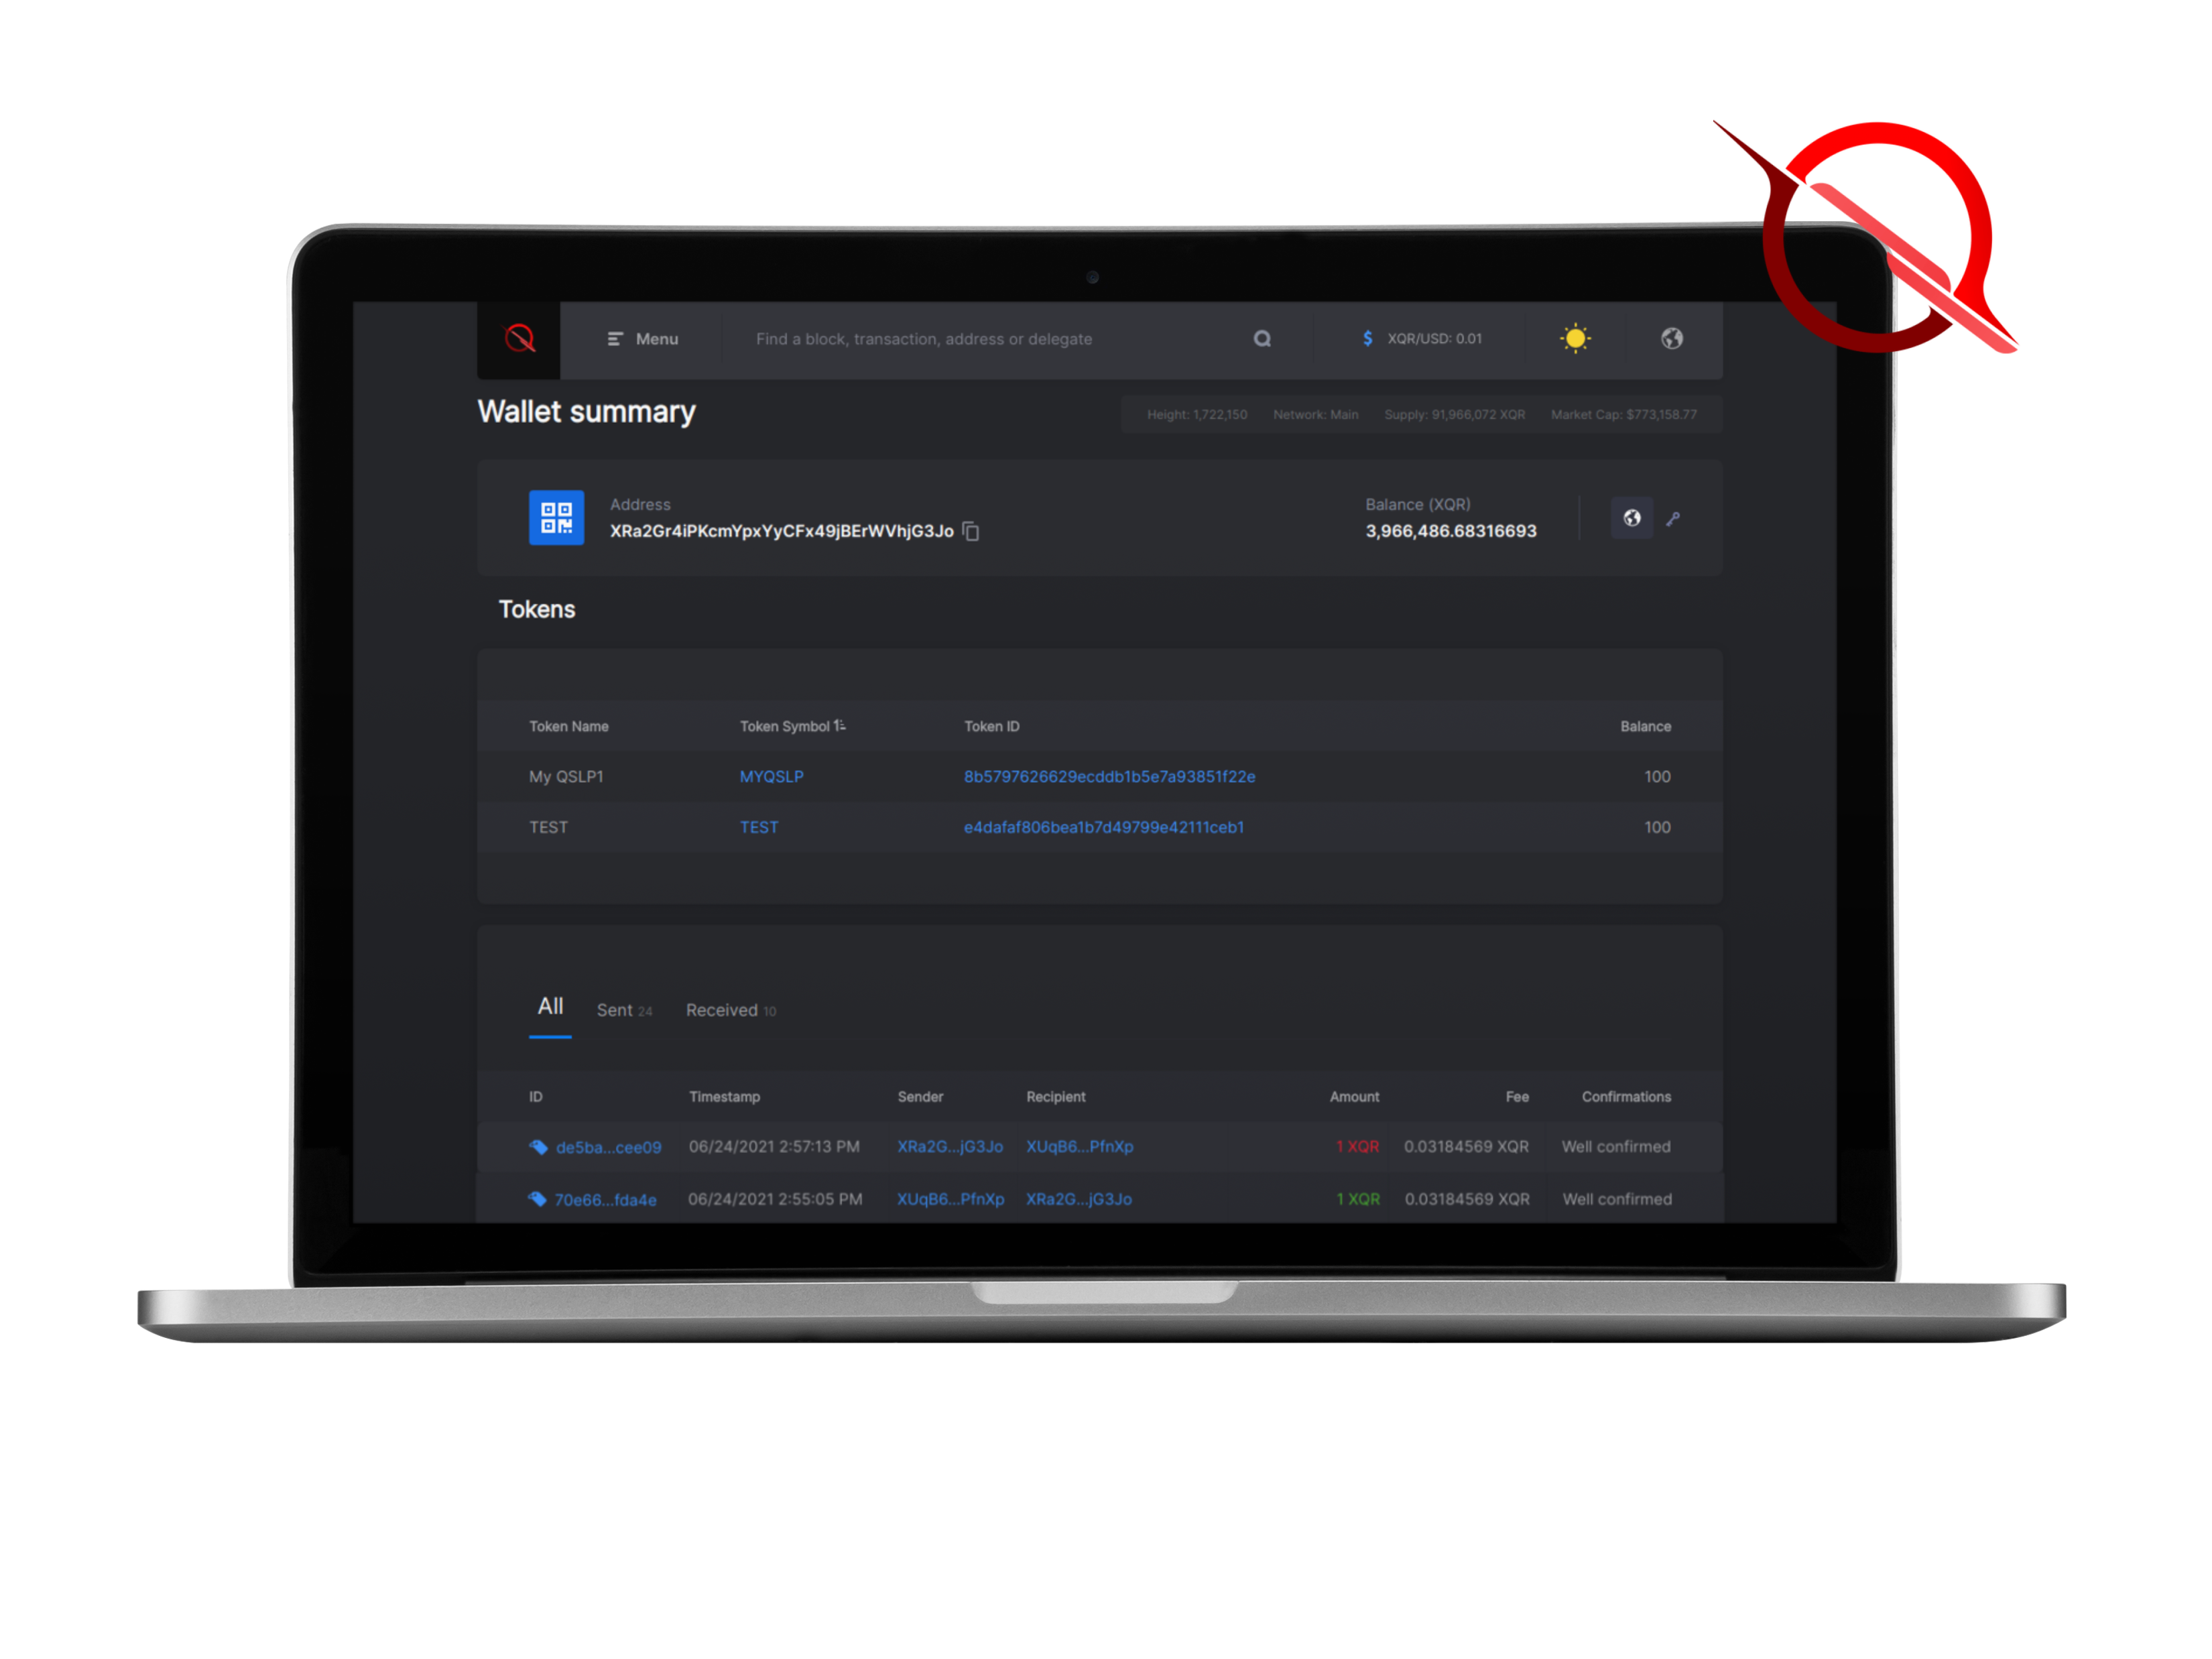 Menu
Find a block, transaction, address or delegate
$ XQR/USD: 0.01
Wallet summary
Height: 1,722,150 Network: Main Supply: 91,966,072 XQR Market Cap: $773,158.77
Address Balance (XQR)
XRa2Gr4iPKcmYpxYyCFx49jBErWVhjG3Jo 3,966,486.68316693
Tokens
Token Name Token Symbol Token ID Balance
My QSLP1 MYQSLP 8b5797626629ecddb1b5e7a93851f22e 100
TEST TEST e4dafaf806bea1b7d49799e42111ceb1 100
All Sent 24 Received 10
ID Timestamp Sender Recipient Amount Fee Confirmations
de5ba...cee09 06/24/2021 2:57:13 PM XRa2G...jG3Jo XUqB6...PfnXp 1 XQR 0.03184569 XQR Well confirmed
70e66...fda4e 06/24/2021 2:55:05 PM XUqB6...PfnXp XRa2G...jG3Jo 1 XQR 0.03184569 XQR Well confirmed